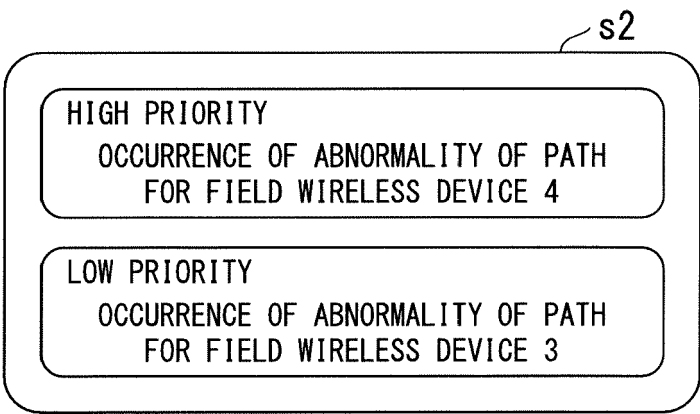 s2
HIGH PRIORITY
OCCURRENCE OF ABNORMALITY OF PATH
FOR FIELD WIRELESS DEVICE 4
LOW PRIORITY
OCCURRENCE OF ABNORMALITY OF PATH
FOR FIELD WIRELESS DEVICE 3